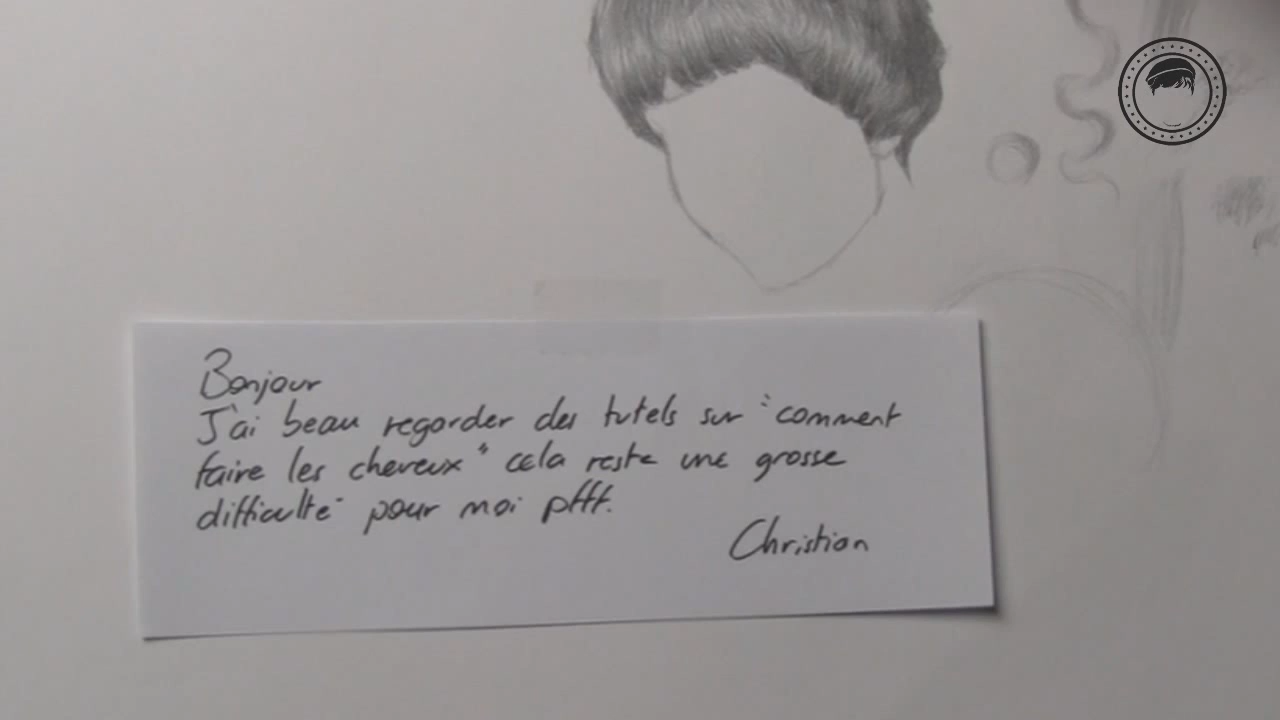 Bonjour
J'ai beau regarder des tutels sur "comment
faire les cheveux" cela reste une grosse
difficulté pour moi pfff.
Christian